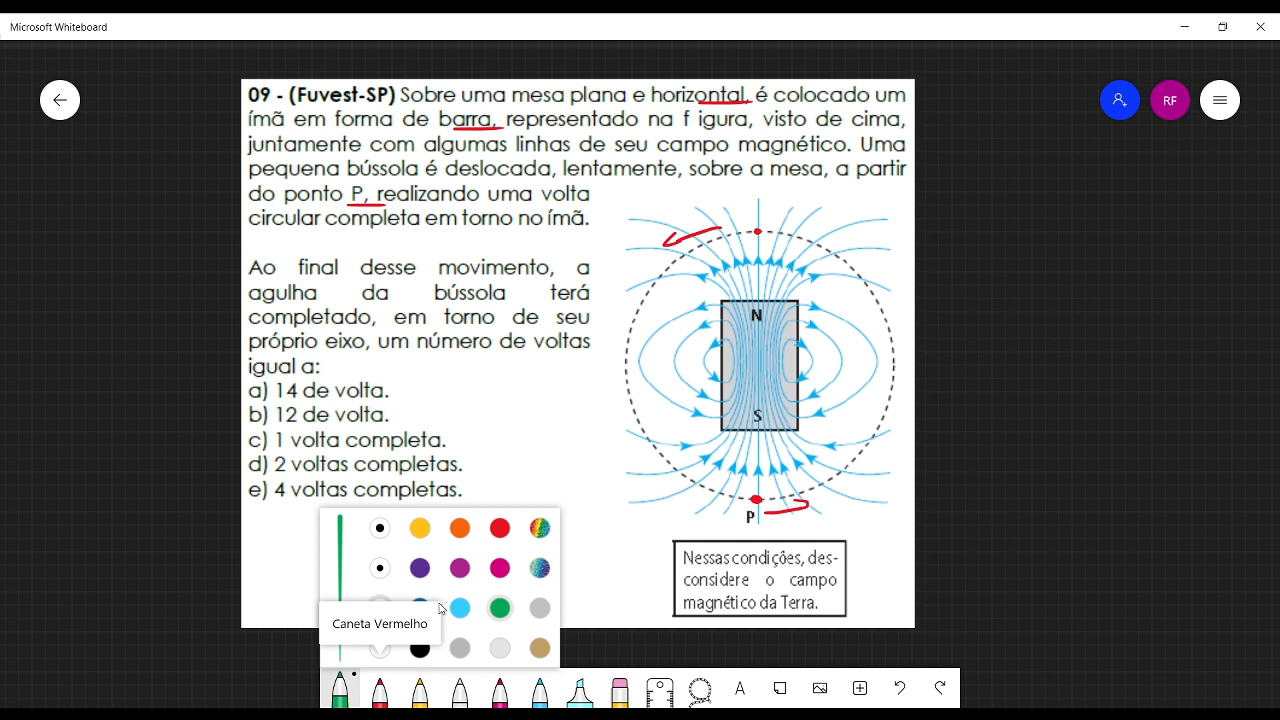 Microsoft Whiteboard
RF
09 - (Fuvest-SP) Sobre uma mesa plana e horizontal, é colocado um
ímã em forma de barra, representado na f igura, visto de cima,
juntamente com algumas linhas de seu campo magnético. Uma
pequena bússola é deslocada, lentamente, sobre a mesa, a partir
do ponto P, realizando uma volta
circular completa em torno no ímã.
Ao final desse movimento, a
agulha da bússola terá
completado, em torno de seu
próprio eixo, um número de voltas
igual a:
a) 14 de volta.
b) 12 de volta.
c) 1 volta completa.
d) 2 voltas completas.
e) 4 voltas completas.
N
S
P
Nessas condições, des-
considere o campo
magnético da Terra.
Caneta Vermelho
A